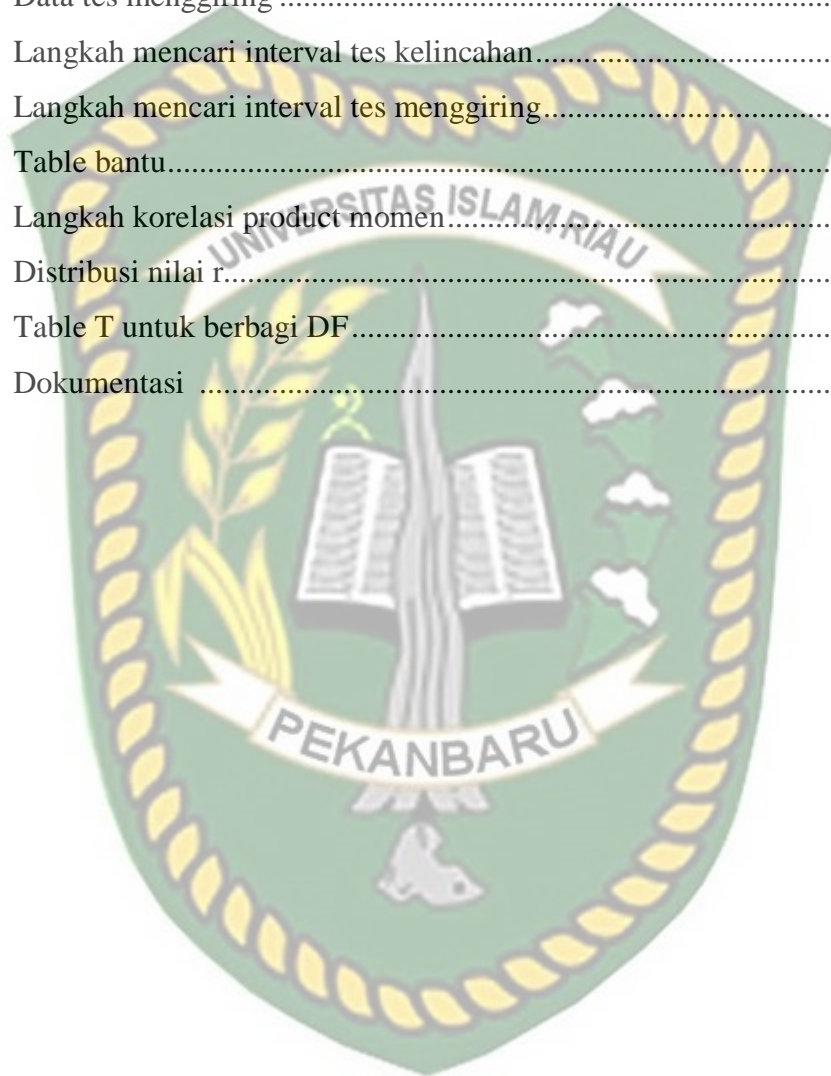 Data tes menggiring ........................................................................................
Langkah mencari interval tes kelincahan................................................
Langkah mencari interval tes menggiring...............................................
Table bantu...........................................................................................
UNIVERSITAS ISLAM RIAU
Langkah korelasi product momen...........................................................
Distribusi nilai r....................................................................................
Table T untuk berbagi DF......................................................................
Dokumentasi ........................................................................................
PEKANBARU